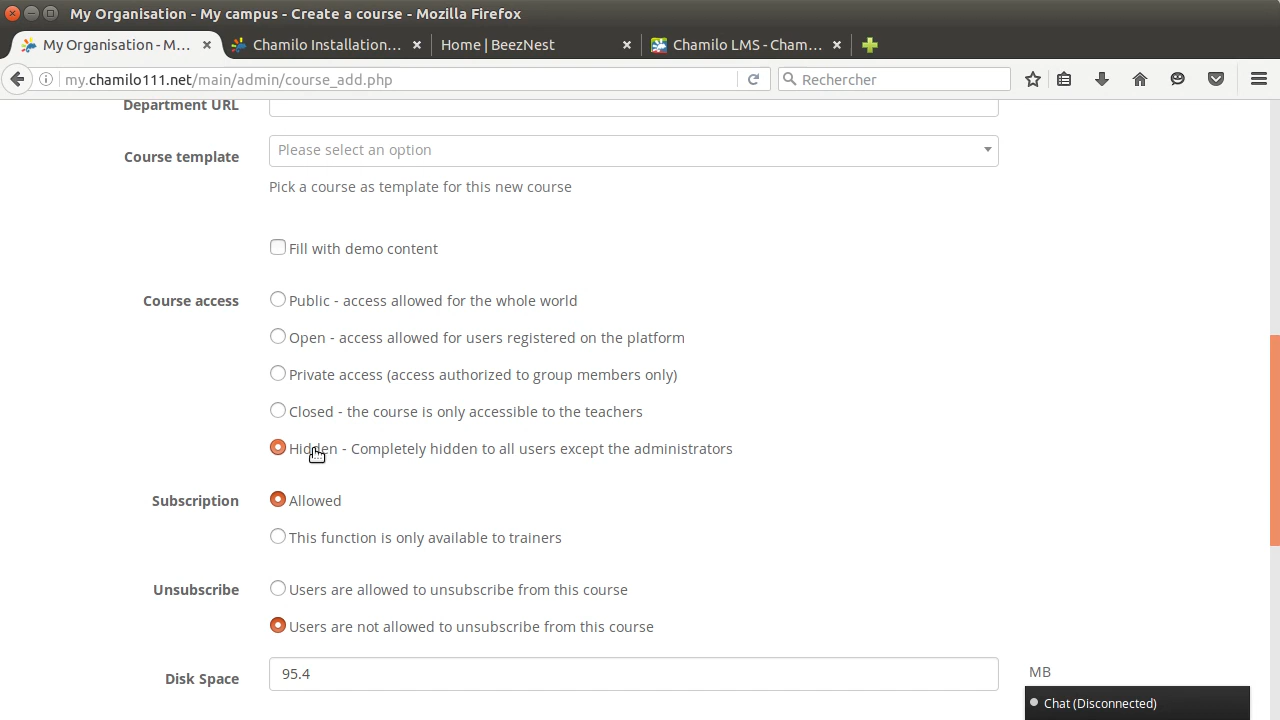 My Organisation - My campus - Create a course - Mozilla Firefox
My Organisation - M...
Chamilo Installation...
Home | BeezNest
Chamilo LMS - Cham...
my.chamilo111.net/main/admin/course_add.php
Rechercher
Department URL
Course template
Please select an option
Pick a course as template for this new course
Fill with demo content
Course access
Public - access allowed for the whole world
Open - access allowed for users registered on the platform
Private access (access authorized to group members only)
Closed - the course is only accessible to the teachers
Hidden - Completely hidden to all users except the administrators
Subscription
Allowed
This function is only available to trainers
Unsubscribe
Users are allowed to unsubscribe from this course
Users are not allowed to unsubscribe from this course
Disk Space
95.4
MB
Chat (Disconnected)